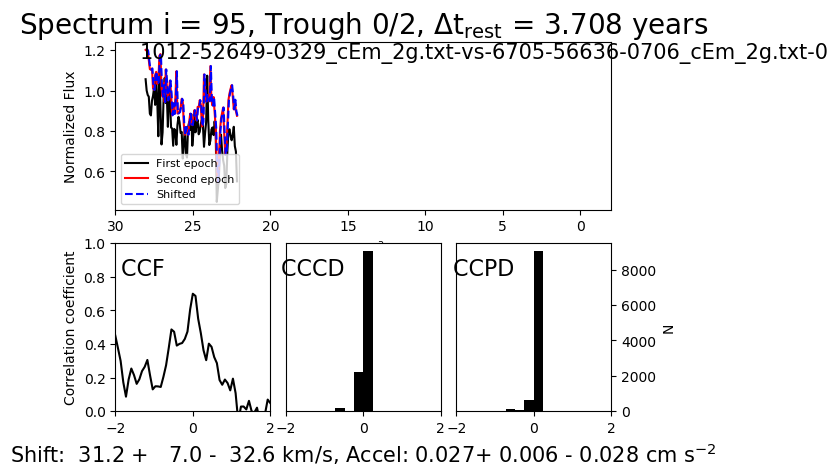 Spectrum i = 95, Trough 0/2, Δt_rest = 3.708 years
1012-52649-0329_cEm_2g.txt-vs-6705-56636-0706_cEm_2g.txt-0
Normalized Flux
1.2
1.0
0.8
0.6
First epoch
Second epoch
Shifted
30 25 20 15 10 5 0
Correlation coefficient
1.0
0.8
0.6
0.4
0.2
0.0
CCF
CCCD
CCPD
8000
6000
4000
2000
0
N
−2 0 2
−2 0 2
−2 0 2
Shift: 31.2 + 7.0 - 32.6 km/s, Accel: 0.027+ 0.006 - 0.028 cm s⁻²